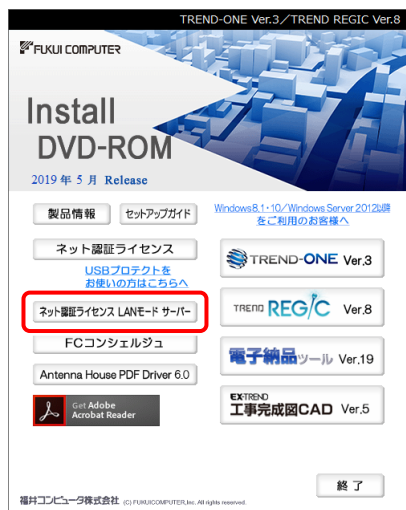 TREND-ONE Ver.3／TREND REGIC Ver.8
FUKUI COMPUTER
Install
DVD-ROM
2019 年 5 月 Release
製品情報
セットアップガイド
Windows8.1・10／Windows Server 2012以降
をご利用のお客様へ
ネット認証ライセンス
USBプロテクトを
お使いの方はこちらへ
TREND-ONE Ver.3
ネット認証ライセンス LANモード サーバー
TREND REGIC Ver.8
FCコンシェルジュ
電子納品ツール Ver.19
Antenna House PDF Driver 6.0
Get Adobe
Acrobat Reader
EX-TREND
工事完成図CAD Ver.5
終 了
福井コンピュータ株式会社 (C) FUKUICOMPUTER,Inc. All rights reserved.